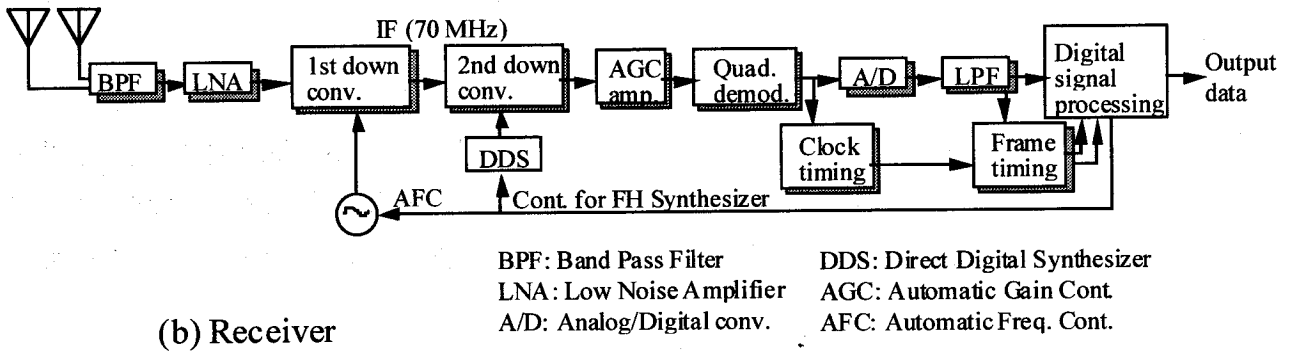 IF (70 MHz)
BPF
LNA
1st down
conv.
2nd down
conv.
AGC
amp.
Quad.
demod.
A/D
LPF
Digital
signal
processing
Output
data
DDS
Clock
timing
Frame
timing
AFC
Cont. for FH Synthesizer
BPF: Band Pass Filter
DDS: Direct Digital Synthesizer
LNA: Low Noise Amplifier
AGC: Automatic Gain Cont.
A/D: Analog/Digital conv.
AFC: Automatic Freq. Cont.
(b) Receiver